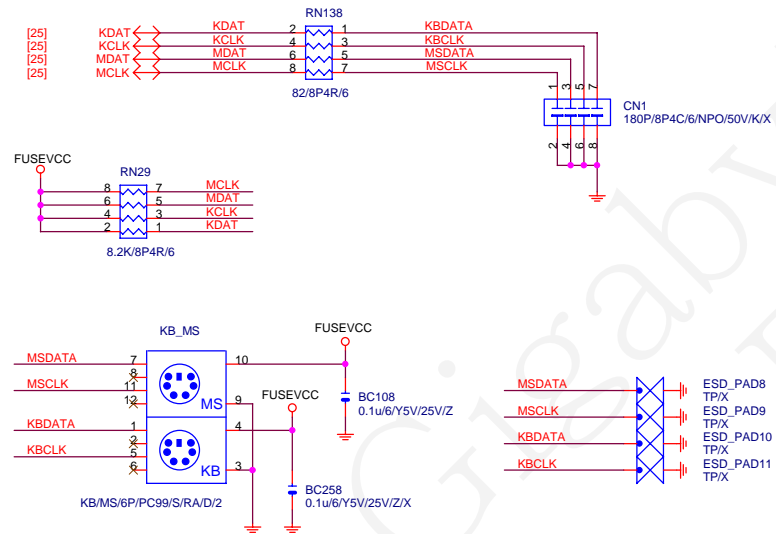 RN138
[25] KDAT KDAT 2 1 KBDATA
[25] KCLK KCLK 4 3 KBCLK
[25] MDAT MDAT 6 5 MSDATA
[25] MCLK MCLK 8 7 MSCLK
82/8P4R/6
1 3 5 7
CN1
180P/8P4C/6/NPO/50V/K/X
2 4 6 8
FUSEVCC
RN29
8 7 MCLK
6 5 MDAT
4 3 KCLK
2 1 KDAT
8.2K/8P4R/6
KB_MS
FUSEVCC
MSDATA 7 10
8
MSCLK 11
12 MS 9
FUSEVCC
BC108
0.1u/6/Y5V/25V/Z
KBDATA 1 4
2
KBCLK 5
6 KB 3
BC258
0.1u/6/Y5V/25V/Z/X
KB/MS/6P/PC99/S/RA/D/2
MSDATA ESD_PAD8
TP/X
MSCLK ESD_PAD9
TP/X
KBDATA ESD_PAD10
TP/X
KBCLK ESD_PAD11
TP/X
Gigaby